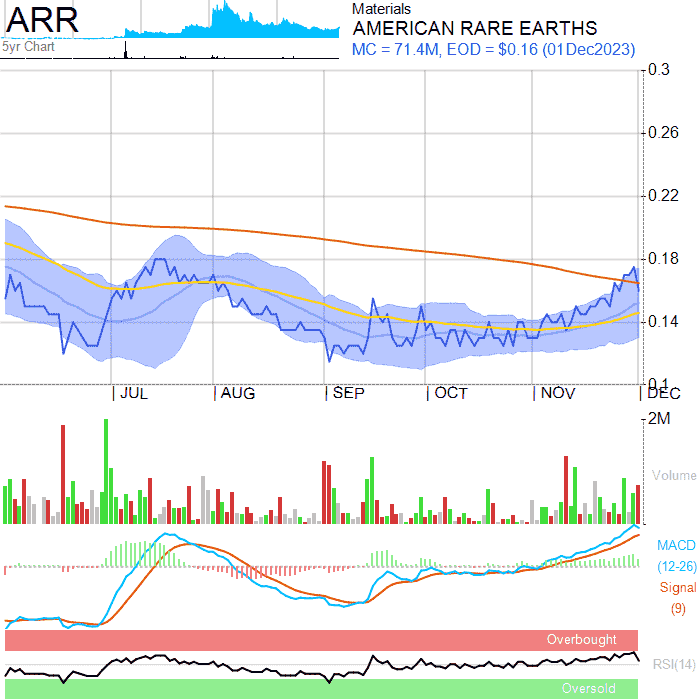 ARR
5yr Chart
Materials
AMERICAN RARE EARTHS
MC = 71.4M, EOD = $0.16 (01Dec2023)
0.3
0.26
0.22
0.18
0.14
0.1
JUL AUG SEP OCT NOV DEC
2M
Volume
MACD
(12-26)
Signal
(9)
Overbought
RSI(14)
Oversold